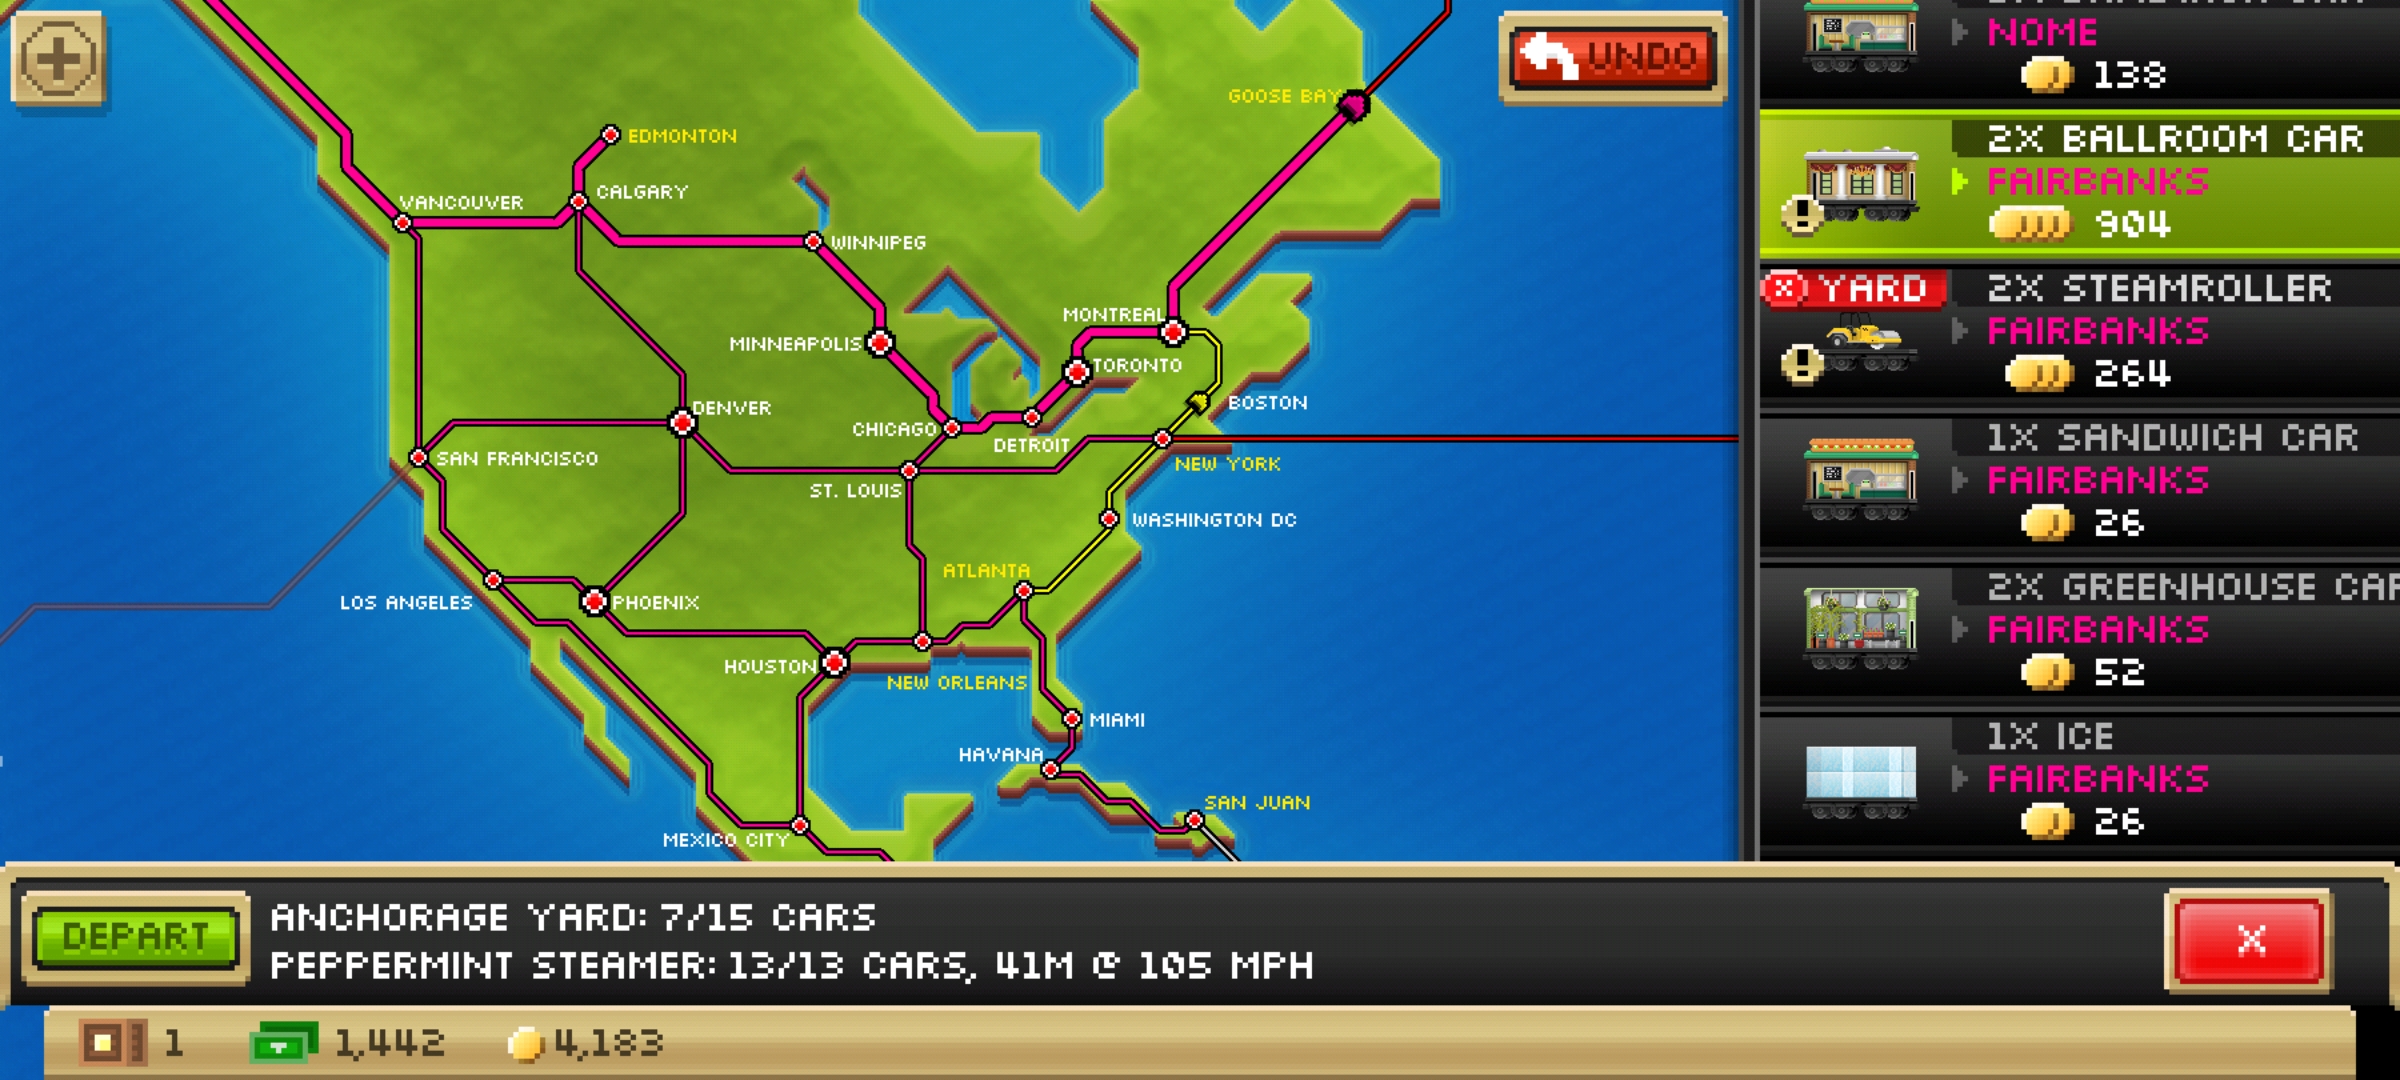 UNDO
GOOSE BAY
EDMONTON
CALGARY
VANCOUVER
WINNIPEG
MONTREAL
MINNEAPOLIS
TORONTO
BOSTON
DENVER
CHICAGO
DETROIT
SAN FRANCISCO
NEW YORK
ST. LOUIS
WASHINGTON DC
ATLANTA
LOS ANGELES
PHOENIX
HOUSTON
NEW ORLEANS
MIAMI
HAVANA
SAN JUAN
MEXICO CITY
NOME
138
2X BALLROOM CAR
FAIRBANKS
904
YARD
2X STEAMROLLER
FAIRBANKS
264
1X SANDWICH CAR
FAIRBANKS
26
2X GREENHOUSE CAR
FAIRBANKS
52
1X ICE
FAIRBANKS
26
DEPART
ANCHORAGE YARD: 7/15 CARS
PEPPERMINT STEAMER: 13/13 CARS, 41M @ 105 MPH
X
1
1,442
4,183